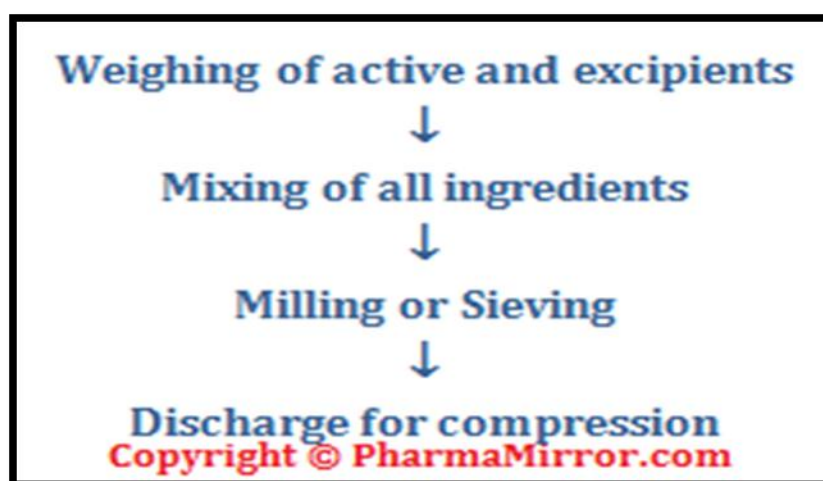 Weighing of active and excipients
↓
Mixing of all ingredients
↓
Milling or Sieving
↓
Discharge for compression
Copyright © PharmaMirror.com